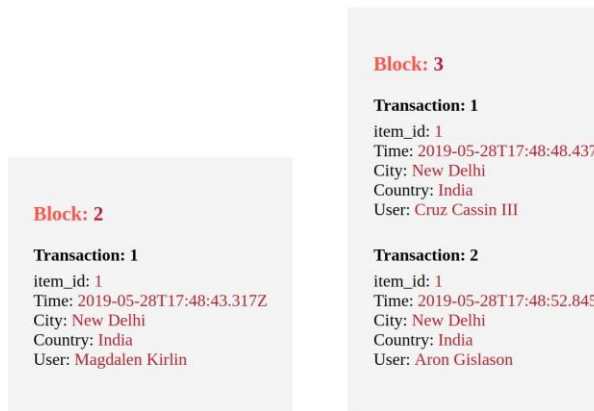 Block: 2
Transaction: 1
item_id: 1
Time: 2019-05-28T17:48:43.317Z
City: New Delhi
Country: India
User: Magdalen Kirlin
Block: 3
Transaction: 1
item_id: 1
Time: 2019-05-28T17:48:48.437
City: New Delhi
Country: India
User: Cruz Cassin III
Transaction: 2
item_id: 1
Time: 2019-05-28T17:48:52.845
City: New Delhi
Country: India
User: Aron Gislason